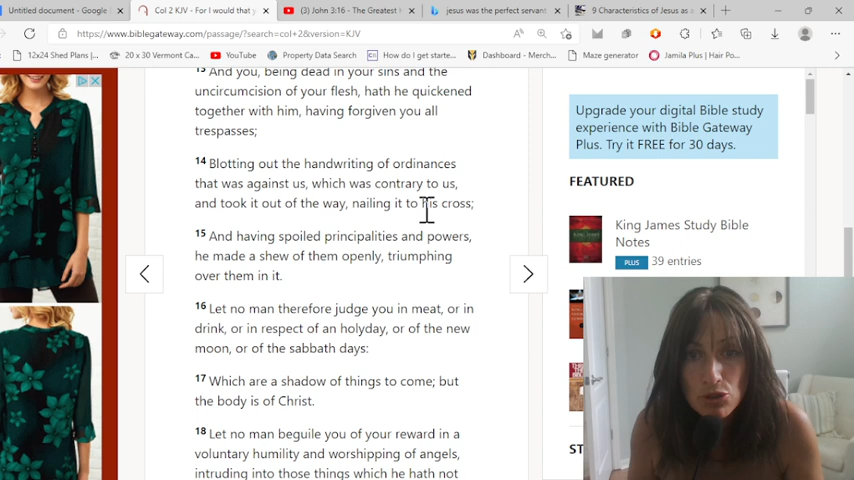 Untitled document - Google
Col 2 KJV - For I would that y
(3) John 3:16 - The Greatest
jesus was the perfect servant
9 Characteristics of Jesus as a
https://www.biblegateway.com/passage/?search=col+2&version=KJV
12x24 Shed Plans |...
20 x 30 Vermont Ca...
YouTube
Property Data Search
How do I get starte...
Dashboard - Merch...
Maze generator
Jamila Plus | Hair Po...
13 And you, being dead in your sins and the
uncircumcision of your flesh, hath he quickened
together with him, having forgiven you all
trespasses;
14 Blotting out the handwriting of ordinances
that was against us, which was contrary to us,
and took it out of the way, nailing it to his cross;
15 And having spoiled principalities and powers,
he made a shew of them openly, triumphing
over them in it.
16 Let no man therefore judge you in meat, or in
drink, or in respect of an holyday, or of the new
moon, or of the sabbath days:
17 Which are a shadow of things to come; but
the body is of Christ.
18 Let no man beguile you of your reward in a
voluntary humility and worshipping of angels,
intruding into those things which he hath not
Upgrade your digital Bible study
experience with Bible Gateway
Plus. Try it FREE for 30 days.
FEATURED
King James Study Bible
Notes
PLUS 39 entries
ST